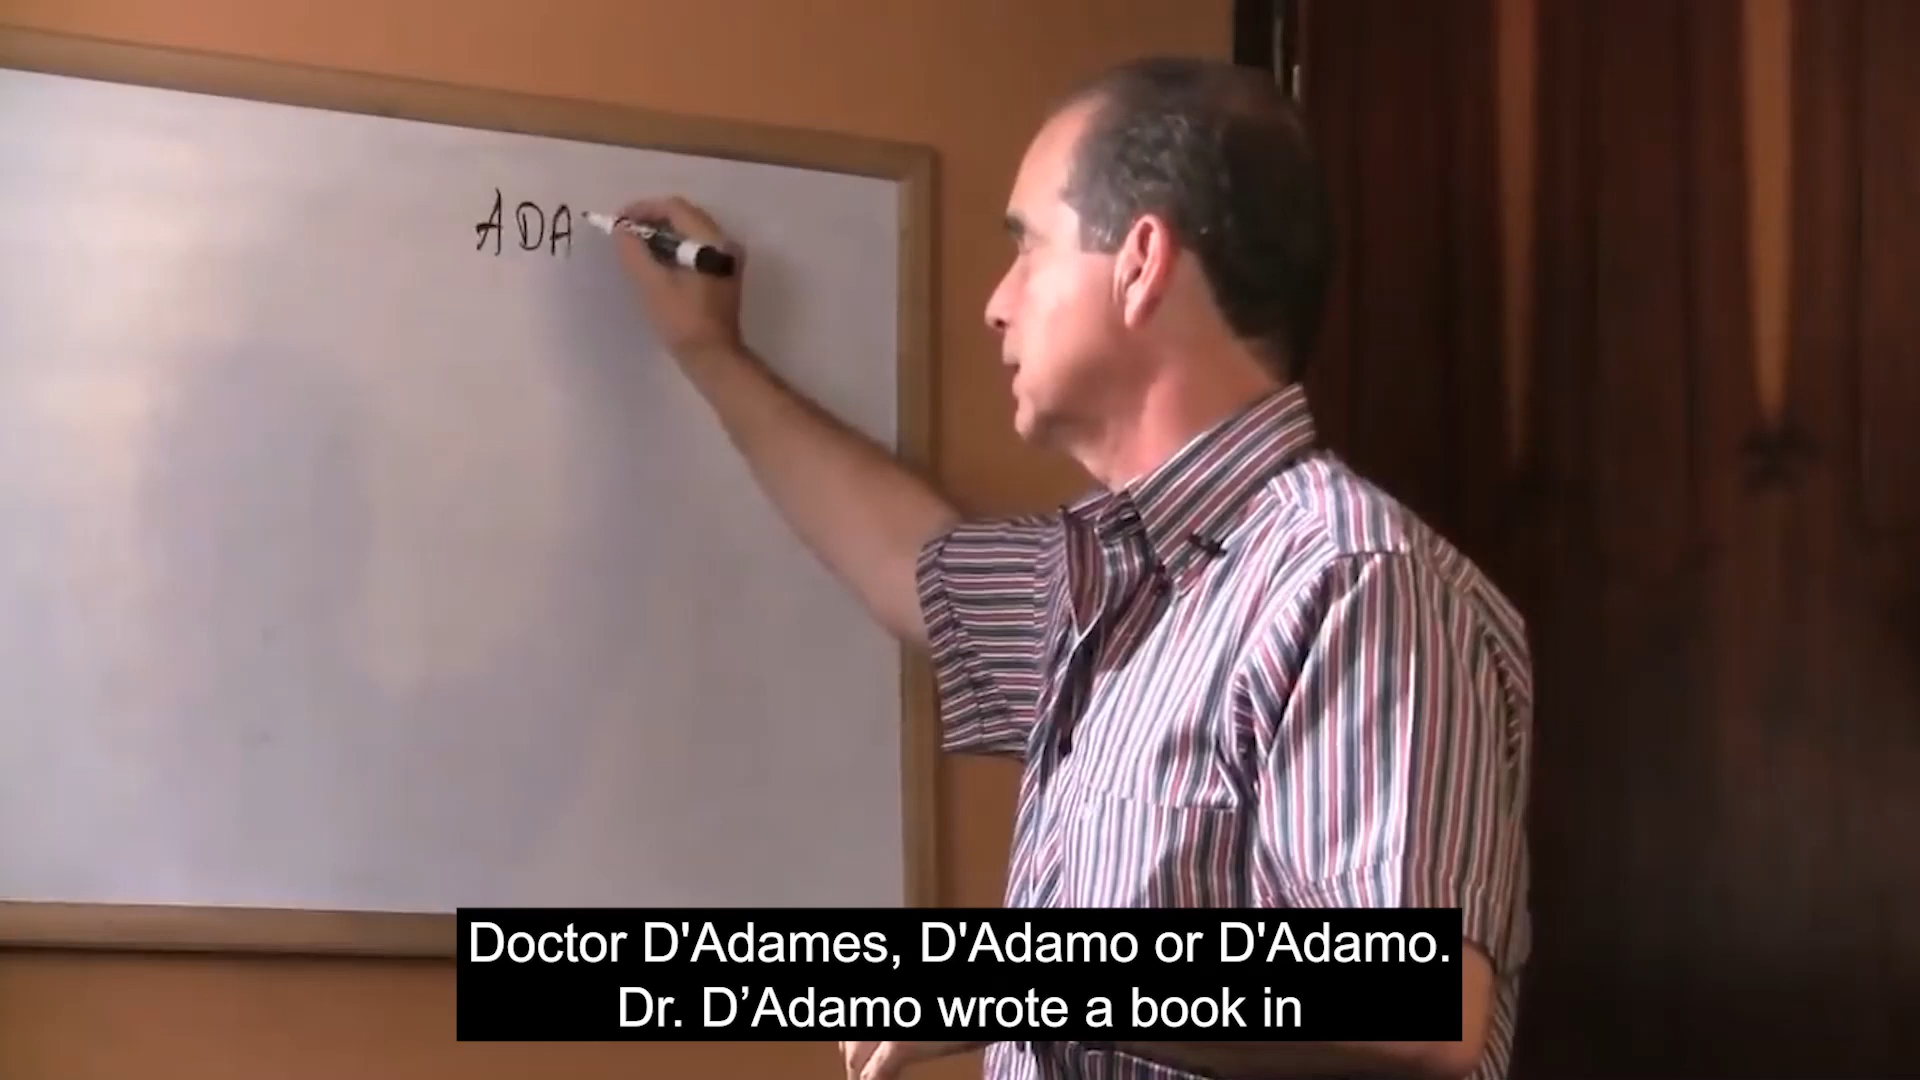 ADA
Doctor D'Adames, D'Adamo or D'Adamo.
Dr. D’Adamo wrote a book in